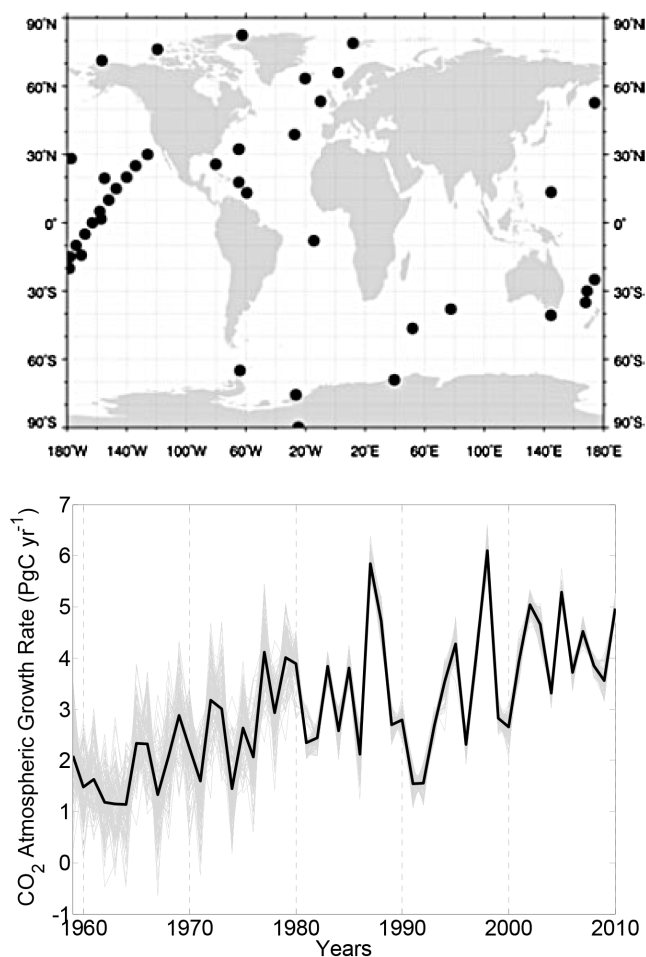 90°N 90°N
60°N 60°N
30°N 30°N
0° 0°
30°S 30°S
60°S 60°S
90°S 90°S
180°W 140°W 100°W 60°W 20°W 20°E 60°E 100°E 140°E 180°E
7
6
5
4
3
2
1
0
-1
CO2 Atmospheric Growth Rate (PgC yr-1)
1960 1970 1980 1990 2000 2010
Years